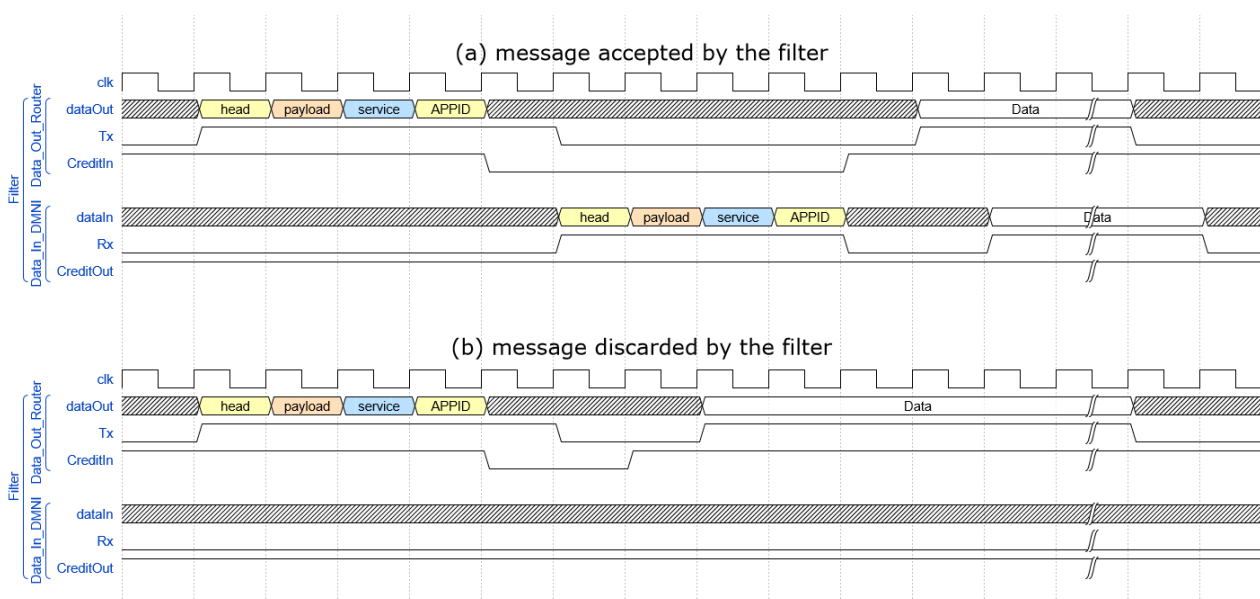 (a) message accepted by the filter
clk
Filter
Data_Out_Router
dataOut head payload service APPID Data
Tx
CreditIn
Data_In_DMNI
dataIn head payload service APPID Data
Rx
CreditOut
(b) message discarded by the filter
clk
Filter
Data_Out_Router
dataOut head payload service APPID Data
Tx
CreditIn
Data_In_DMNI
dataIn
Rx
CreditOut